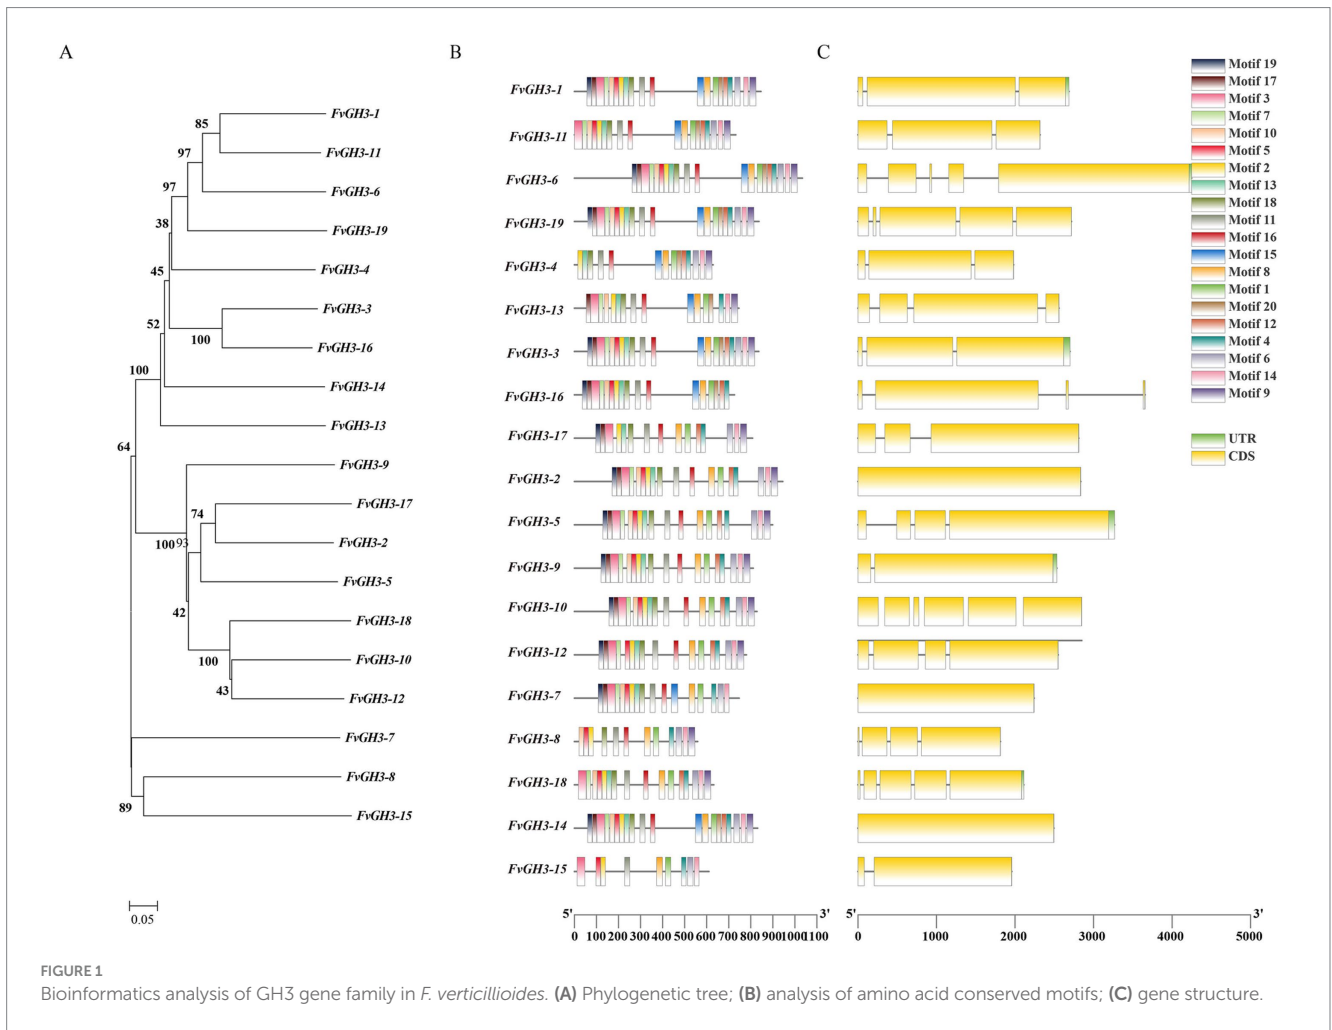 A
B
C
85
97
97
38
45
52
100
100
64
74
100
93
42
100
43
89
FvGH3-1
FvGH3-11
FvGH3-6
FvGH3-19
FvGH3-4
FvGH3-3
FvGH3-16
FvGH3-14
FvGH3-13
FvGH3-9
FvGH3-17
FvGH3-2
FvGH3-5
FvGH3-18
FvGH3-10
FvGH3-12
FvGH3-7
FvGH3-8
FvGH3-15
0.05
FvGH3-1
FvGH3-11
FvGH3-6
FvGH3-19
FvGH3-4
FvGH3-13
FvGH3-3
FvGH3-16
FvGH3-17
FvGH3-2
FvGH3-5
FvGH3-9
FvGH3-10
FvGH3-12
FvGH3-7
FvGH3-8
FvGH3-18
FvGH3-14
FvGH3-15
5' 3'
0 100 200 300 400 500 600 700 800 900 1000 1100
5' 3'
0 1000 2000 3000 4000 5000
Motif 19
Motif 17
Motif 3
Motif 7
Motif 10
Motif 5
Motif 2
Motif 13
Motif 18
Motif 11
Motif 16
Motif 15
Motif 8
Motif 1
Motif 20
Motif 12
Motif 4
Motif 6
Motif 14
Motif 9
UTR
CDS
FIGURE 1
Bioinformatics analysis of GH3 gene family in F. verticillioides. (A) Phylogenetic tree; (B) analysis of amino acid conserved motifs; (C) gene structure.